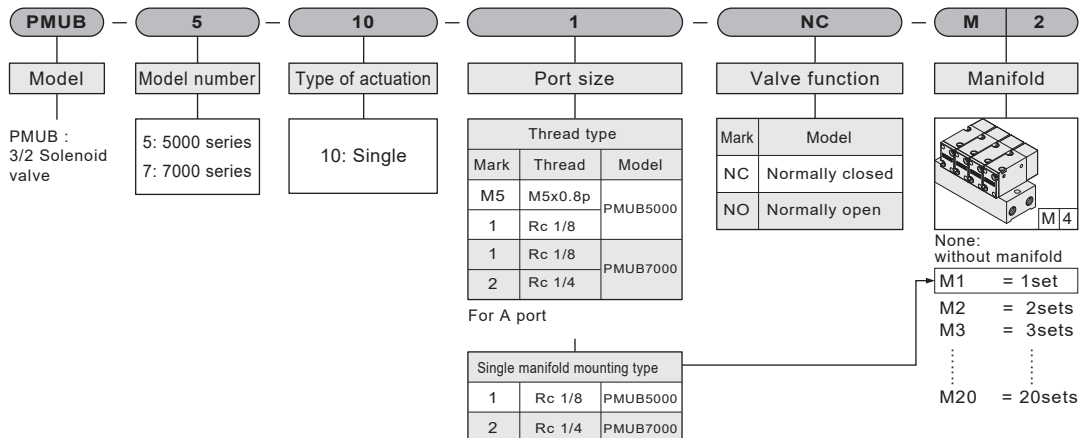 PMUB – 5 – 10 – 1 – NC – M 2
Model
Model number
Type of actuation
Port size
Valve function
Manifold
PMUB :
3/2 Solenoid
valve
5: 5000 series
7: 7000 series
10: Single
Thread type
Mark Thread Model
M5 M5x0.8p PMUB5000
1 Rc 1/8
1 Rc 1/8 PMUB7000
2 Rc 1/4
For A port
Single manifold mounting type
1 Rc 1/8 PMUB5000
2 Rc 1/4 PMUB7000
Mark Model
NC Normally closed
NO Normally open
M 4
None:
without manifold
M1 = 1set
M2 = 2sets
M3 = 3sets
M20 = 20sets